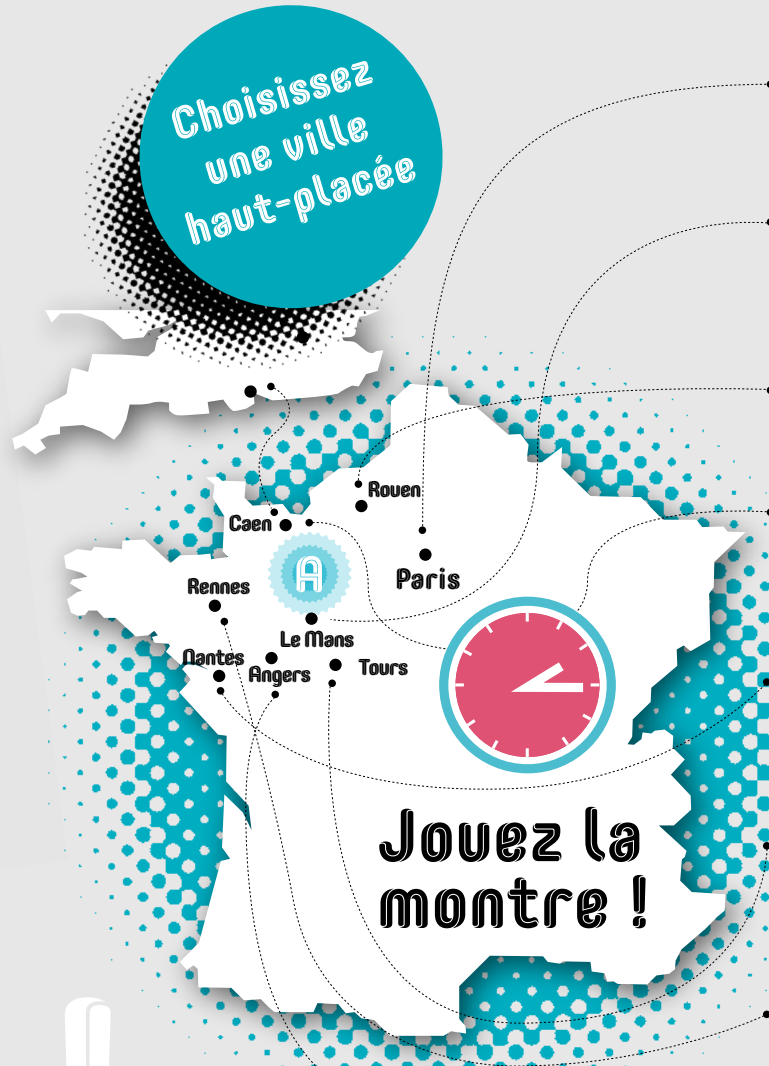 Choisissez
une ville
haut-placée
Rouen
Caen
A
Paris
Rennes
Le Mans
Nantes
Angers
Tours
Jouez la
montre !